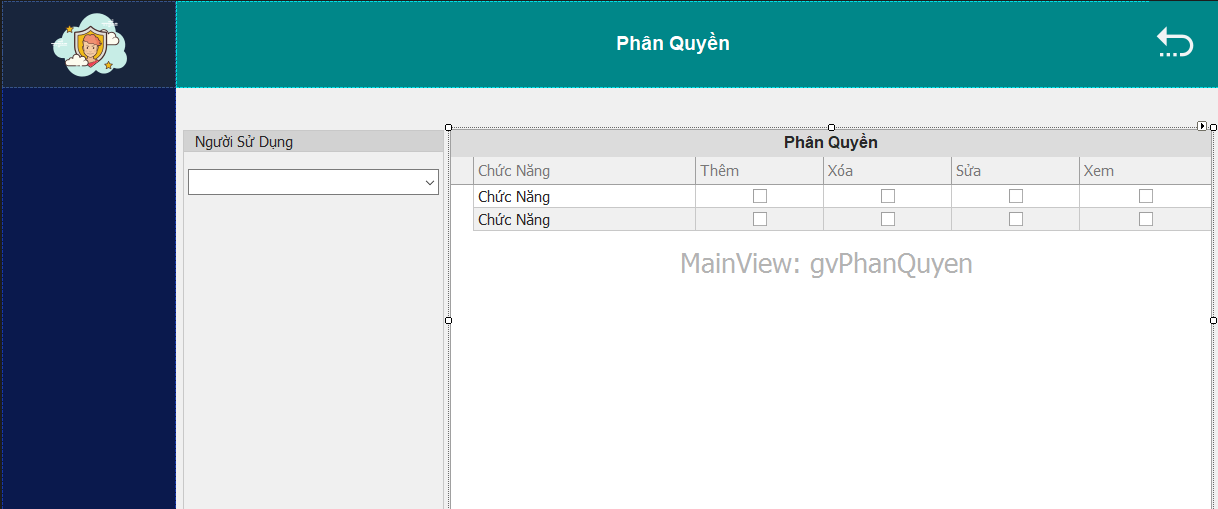 Phân Quyền
Người Sử Dụng
Phân Quyền
Chức Năng Thêm Xóa Sửa Xem
Chức Năng
Chức Năng
MainView: gvPhanQuyen